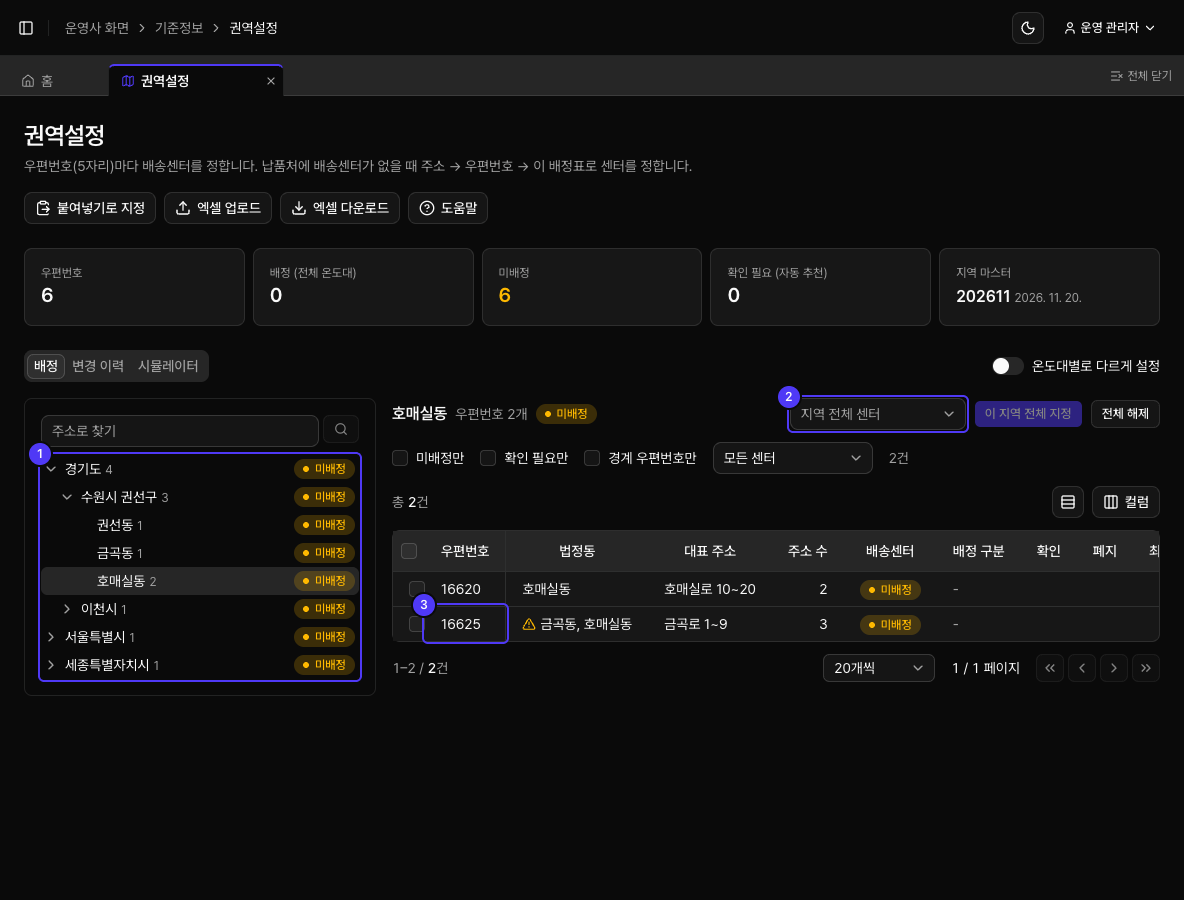 운영사 화면 > 기준정보 > 권역설정
운영 관리자
홈
권역설정
전체 닫기
권역설정
우편번호(5자리)마다 배송센터를 정합니다. 납품처에 배송센터가 없을 때 주소 → 우편번호 → 이 배정표로 센터를 정합니다.
붙여넣기로 지정
엑셀 업로드
엑셀 다운로드
도움말
우편번호
6
배정 (전체 온도대)
0
미배정
6
확인 필요 (자동 추천)
0
지역 마스터
202611 2026. 11. 20.
배정
변경 이력
시뮬레이터
온도대별로 다르게 설정
주소로 찾기
1
경기도 4 미배정
수원시 권선구 3 미배정
권선동 1 미배정
금곡동 1 미배정
호매실동 2 미배정
이천시 1 미배정
서울특별시 1 미배정
세종특별자치시 1 미배정
호매실동 우편번호 2개 미배정
2
지역 전체 센터
이 지역 전체 지정
전체 해제
미배정만
확인 필요만
경계 우편번호만
모든 센터
2건
총 2건
컬럼
우편번호 법정동 대표 주소 주소 수 배송센터 배정 구분 확인 폐지 최
16620 호매실동 호매실로 10~20 2 미배정 -
3
16625 금곡동, 호매실동 금곡로 1~9 3 미배정 -
1–2 / 2건
20개씩
1 / 1 페이지